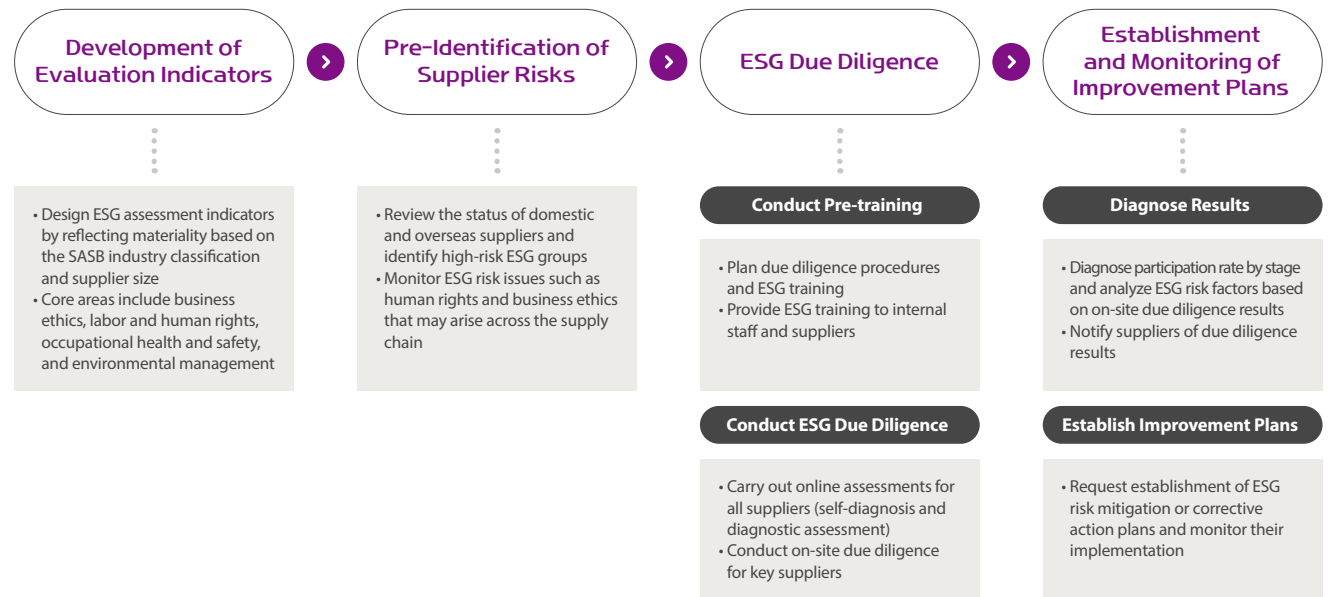 Development of
Evaluation Indicators
• Design ESG assessment indicators
by reflecting materiality based on
the SASB industry classification
and supplier size
• Core areas include business
ethics, labor and human rights,
occupational health and safety,
and environmental management
Pre-Identification of
Supplier Risks
• Review the status of domestic
and overseas suppliers and
identify high-risk ESG groups
• Monitor ESG risk issues such as
human rights and business ethics
that may arise across the supply
chain
ESG Due Diligence
Conduct Pre-training
• Plan due diligence procedures
and ESG training
• Provide ESG training to internal
staff and suppliers
Conduct ESG Due Diligence
• Carry out online assessments for
all suppliers (self-diagnosis and
diagnostic assessment)
• Conduct on-site due diligence
for key suppliers
Establishment
and Monitoring of
Improvement Plans
Diagnose Results
• Diagnose participation rate by stage
and analyze ESG risk factors based
on on-site due diligence results
• Notify suppliers of due diligence
results
Establish Improvement Plans
• Request establishment of ESG
risk mitigation or corrective
action plans and monitor their
implementation